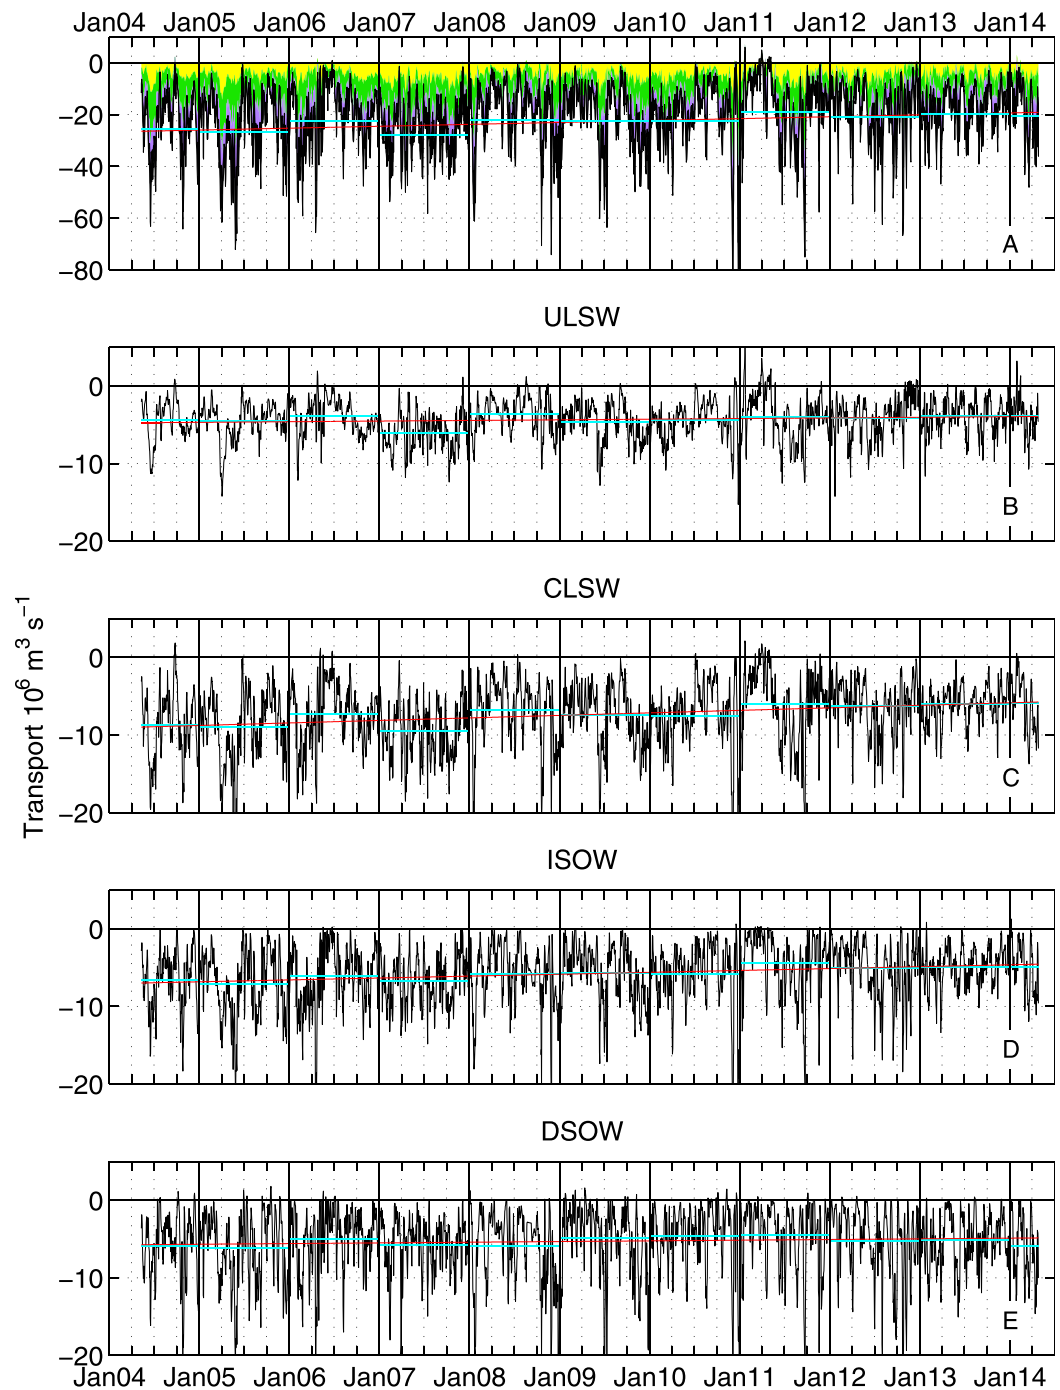 Jan04 Jan05 Jan06 Jan07 Jan08 Jan09 Jan10 Jan11 Jan12 Jan13 Jan14
0
−20
−40
−60
−80
A
ULSW
0
−10
−20
B
CLSW
0
−10
−20
C
Transport 10⁶ m³ s⁻¹
ISOW
0
−10
−20
D
DSOW
0
−10
−20
E
Jan04 Jan05 Jan06 Jan07 Jan08 Jan09 Jan10 Jan11 Jan12 Jan13 Jan14